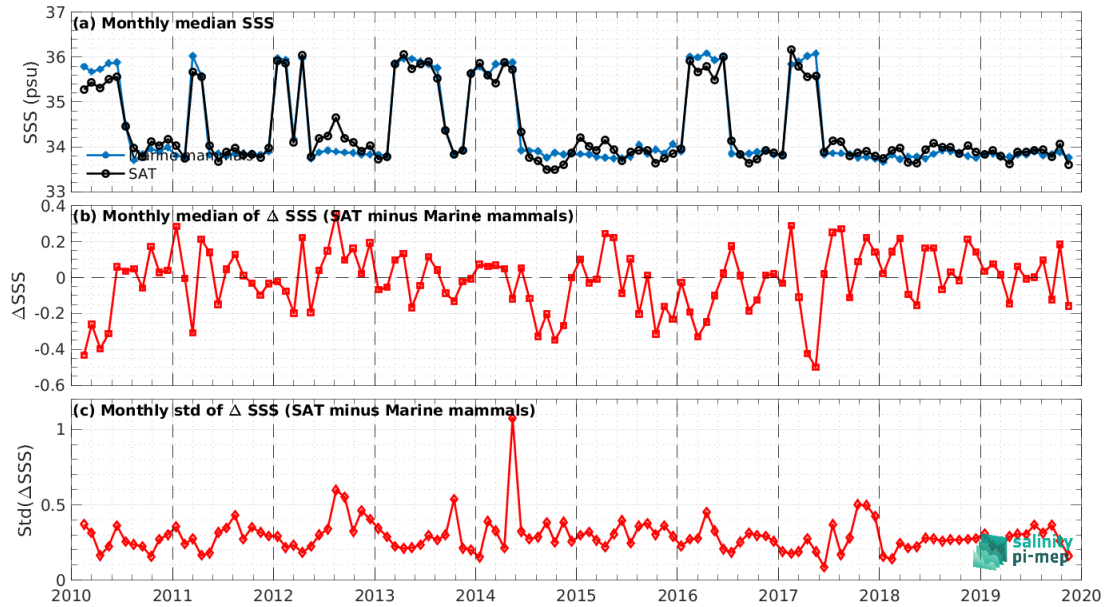 (a) Monthly median SSS
37
36
35
34
33
SSS (psu)
Marine mammals
SAT
(b) Monthly median of Δ SSS (SAT minus Marine mammals)
0.4
0.2
0
-0.2
-0.4
-0.6
ΔSSS
(c) Monthly std of Δ SSS (SAT minus Marine mammals)
1
0.5
0
Std(ΔSSS)
salinity
pi-mep
2010 2011 2012 2013 2014 2015 2016 2017 2018 2019 2020